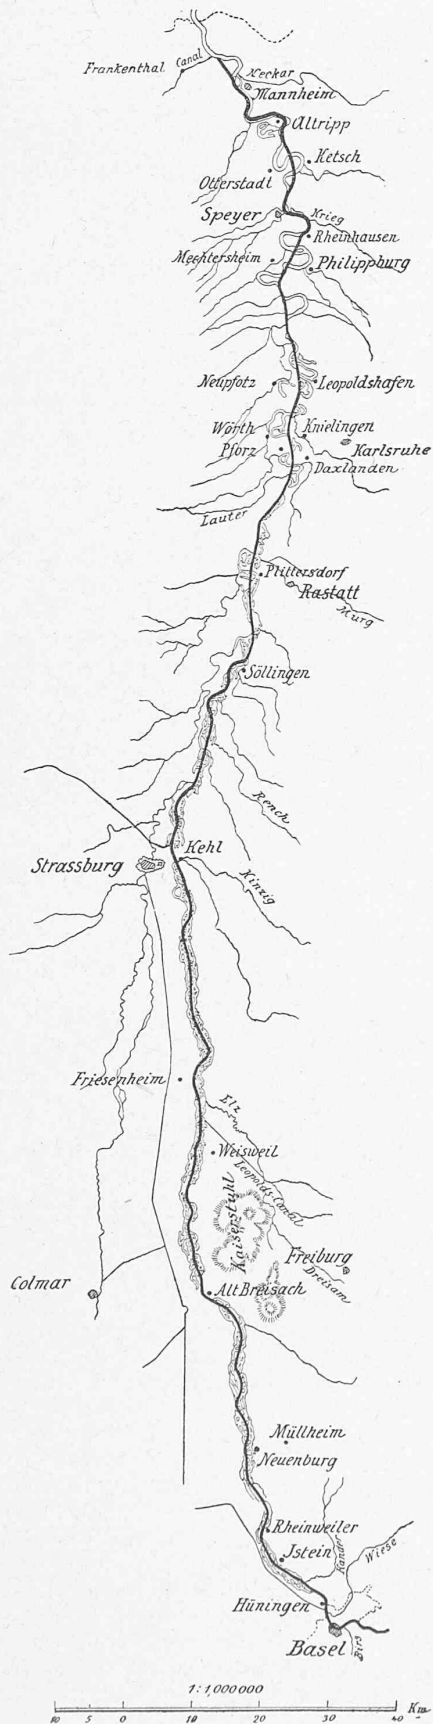 Frankenthal
Canal
Neckar
Mannheim
Altripp
Ketsch
Otterstadt
Speyer
Krieg
Rheinhausen
Mechtersheim
Philippburg
Neupfotz
Leopoldshafen
Wörth
Knielingen
Pforz
Karlsruhe
Daxlanden
Lauter
Plittersdorf
Rastatt
Murg
Söllingen
Rench
Kehl
Strassburg
Kinzig
Friesenheim
Elz
Weisweil
Leopolds-Canal
Kaiserstuhl
Freiburg
Dreisam
Colmar
Alt Breisach
Müllheim
Neuenburg
Rheinweiler
Jstein
Kander
Wiese
Hüningen
Basel
Birs
1:1,000000
10 5 0 10 20 30 40 Km